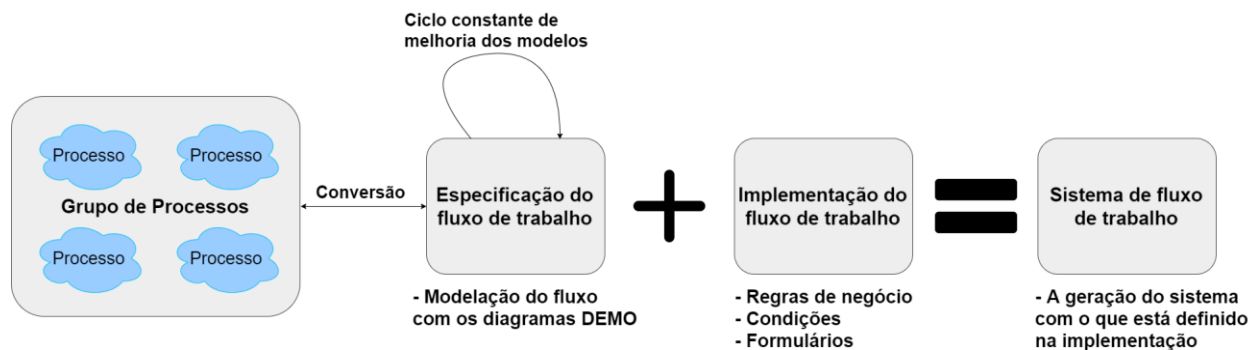 Ciclo constante de
melhoria dos modelos
Processo
Processo
Grupo de Processos
Processo
Processo
Conversão
Especificação do
fluxo de trabalho
- Modelação do fluxo
com os diagramas DEMO
Implementação do
fluxo de trabalho
- Regras de negócio
- Condições
- Formulários
Sistema de fluxo
de trabalho
- A geração do sistema
com o que está definido
na implementação